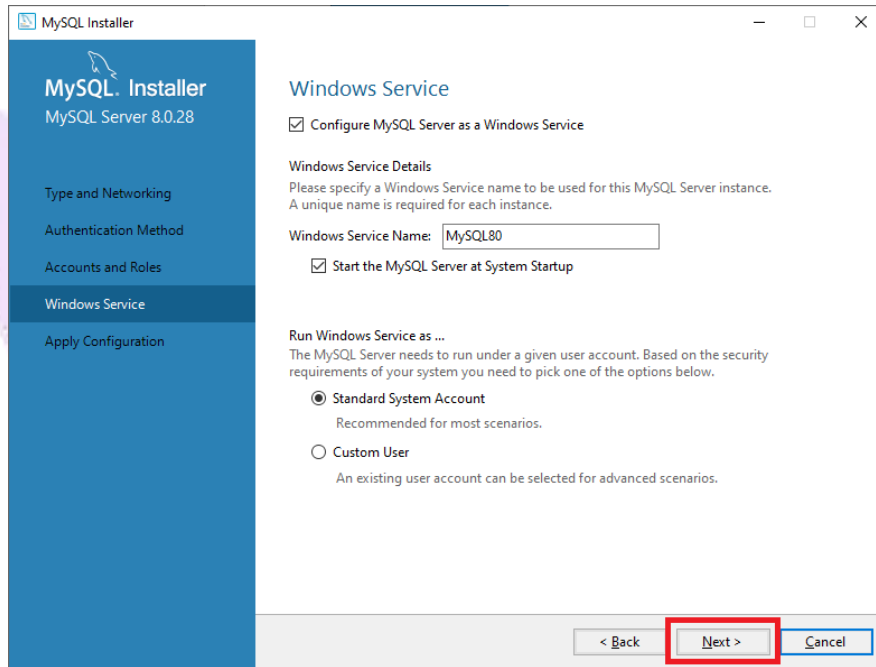 MySQL Installer
MySQL. Installer
MySQL Server 8.0.28
Type and Networking
Authentication Method
Accounts and Roles
Windows Service
Apply Configuration
Windows Service
Configure MySQL Server as a Windows Service
Windows Service Details
Please specify a Windows Service name to be used for this MySQL Server instance.
A unique name is required for each instance.
Windows Service Name: MySQL80
Start the MySQL Server at System Startup
Run Windows Service as ...
The MySQL Server needs to run under a given user account. Based on the security
requirements of your system you need to pick one of the options below.
Standard System Account
Recommended for most scenarios.
Custom User
An existing user account can be selected for advanced scenarios.
< Back Next > Cancel